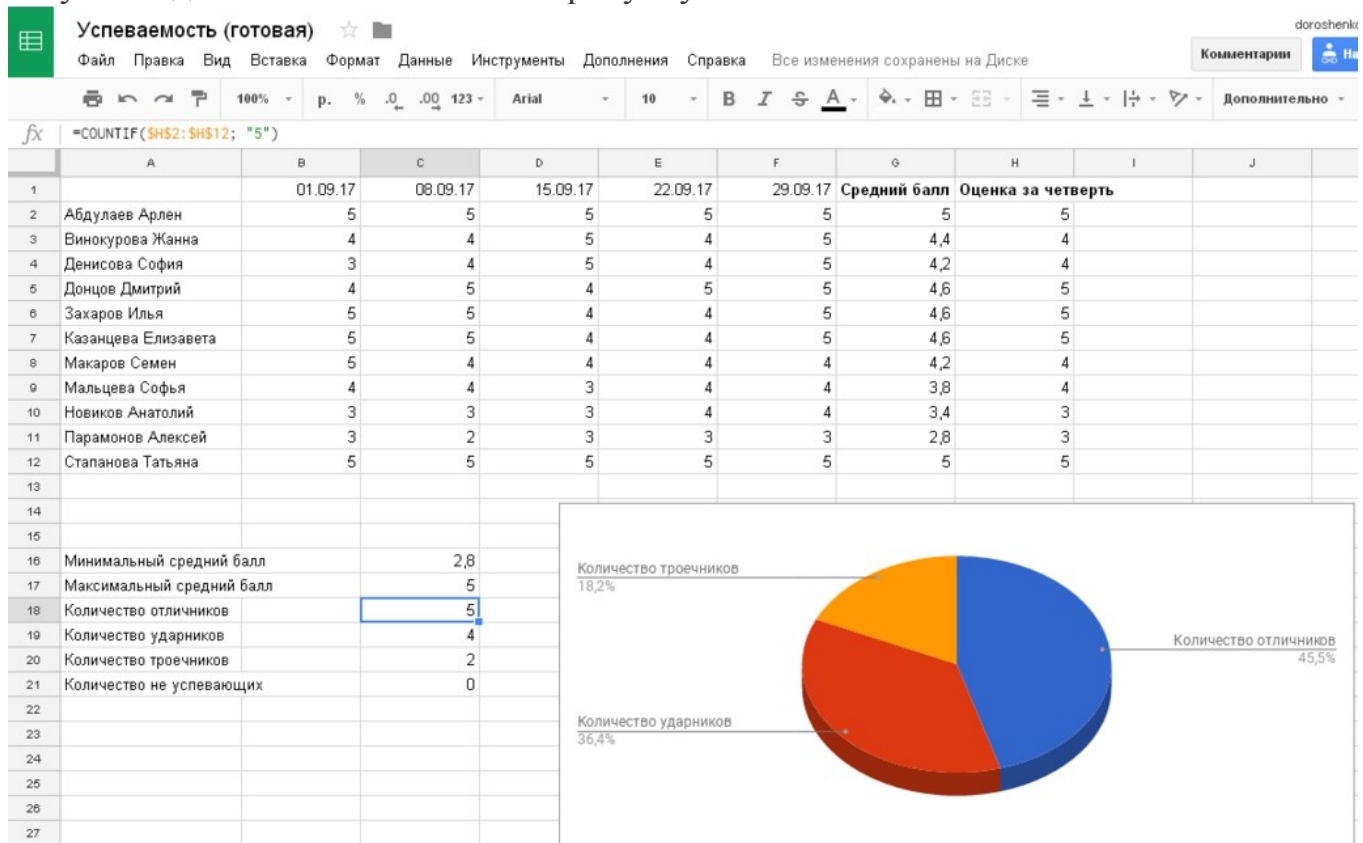 Успеваемость (готовая)
doroshenko
Файл Правка Вид Вставка Формат Данные Инструменты Дополнения Справка Все изменения сохранены на Диске
Комментарии
100% р. % .0 .00 123 Arial 10 B I S A Дополнительно
fx =COUNTIF($H$2:$H$12; "5")
A B C D E F G H I J
1 01.09.17 08.09.17 15.09.17 22.09.17 29.09.17 Средний балл Оценка за четверть
2 Абдулаев Арлен 5 5 5 5 5 5 5
3 Винокурова Жанна 4 4 5 4 5 4,4 4
4 Денисова София 3 4 5 4 5 4,2 4
5 Донцов Дмитрий 4 5 4 5 5 4,6 5
6 Захаров Илья 5 5 4 4 5 4,6 5
7 Казанцева Елизавета 5 5 4 4 5 4,6 5
8 Макаров Семен 5 4 4 4 4 4,2 4
9 Мальцева Софья 4 4 3 4 4 3,8 4
10 Новиков Анатолий 3 3 3 4 4 3,4 3
11 Парамонов Алексей 3 2 3 3 3 2,8 3
12 Стапанова Татьяна 5 5 5 5 5 5 5
13
14
15
16 Минимальный средний балл 2,8
17 Максимальный средний балл 5
18 Количество отличников 5
19 Количество ударников 4
20 Количество троечников 2
21 Количество не успевающих 0
22
23
24
25
26
27
Количество троечников
18,2%
Количество отличников
45,5%
Количество ударников
36,4%